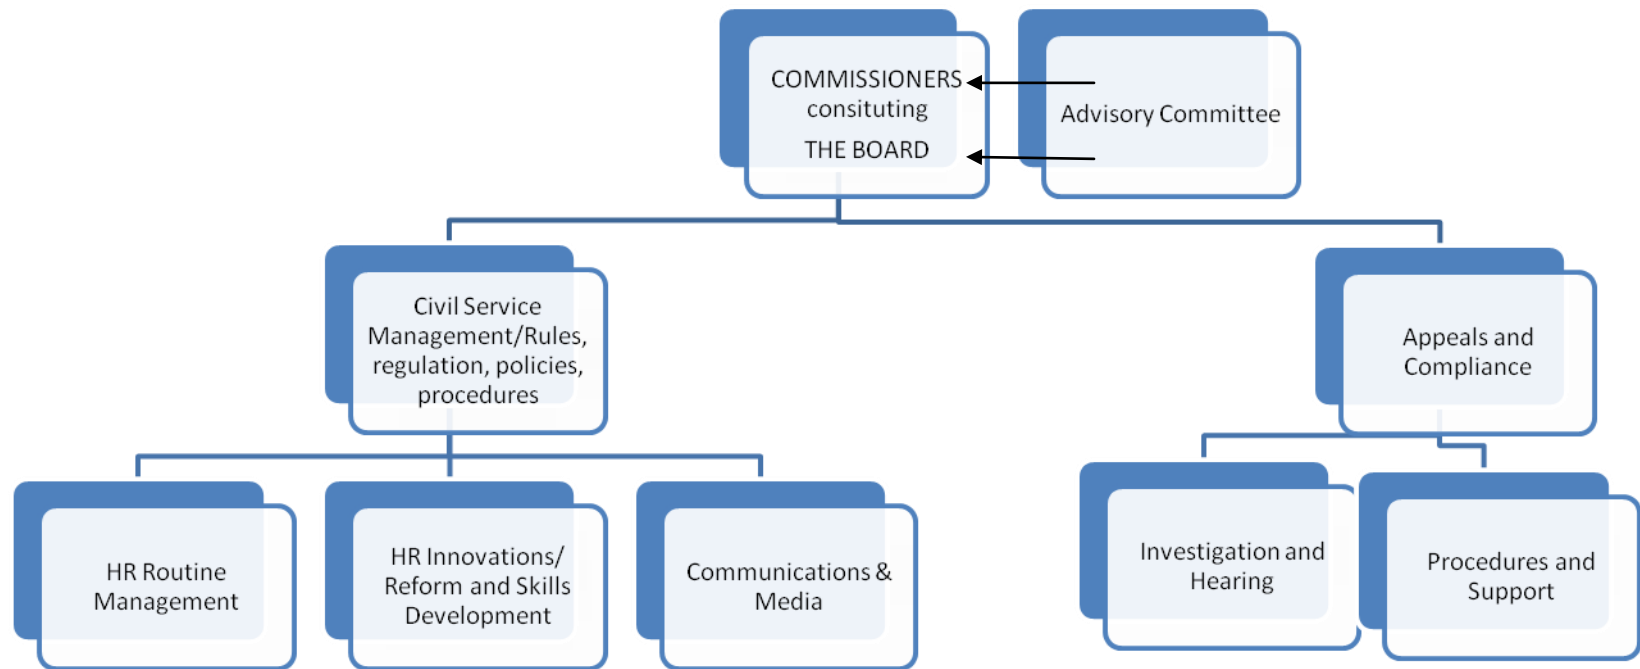 COMMISSIONERS
consituting
THE BOARD
Advisory Committee
Civil Service
Management/Rules,
regulation, policies,
procedures
Appeals and
Compliance
HR Routine
Management
HR Innovations/
Reform and Skills
Development
Communications &
Media
Investigation and
Hearing
Procedures and
Support